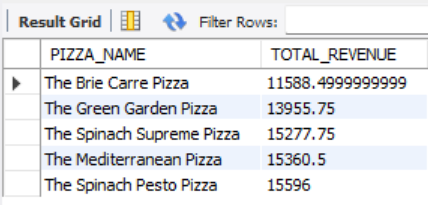 Result Grid Filter Rows:
PIZZA_NAME TOTAL_REVENUE
The Brie Carre Pizza 11588.4999999999
The Green Garden Pizza 13955.75
The Spinach Supreme Pizza 15277.75
The Mediterranean Pizza 15360.5
The Spinach Pesto Pizza 15596